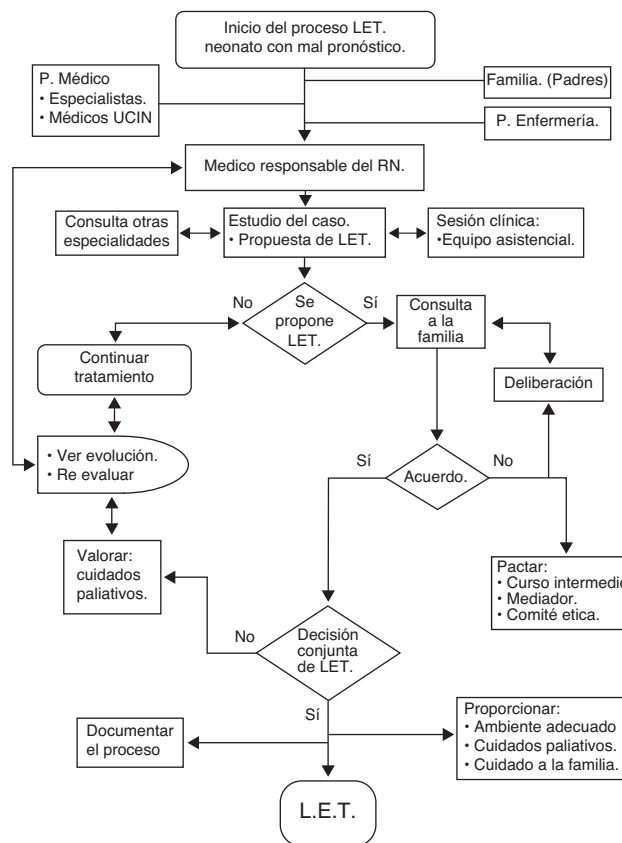 Inicio del proceso LET.
neonato con mal pronóstico.
P. Médico
• Especialistas.
• Médicos UCIN
Familia. (Padres)
P. Enfermería.
Medico responsable del RN.
Consulta otras
especialidades
Estudio del caso.
• Propuesta de LET.
Sesión clínica:
•Equipo asistencial.
No
Se
propone
LET.
Sí
Consulta
a la
familia
Continuar
tratamiento
Deliberación
• Ver evolución.
• Re evaluar
Sí
Acuerdo.
No
Valorar:
cuidados
paliativos.
Pactar:
• Curso intermedio
• Mediador.
• Comité etica.
No
Decisión
conjunta
de LET.
Sí
Documentar
el proceso
Proporcionar:
• Ambiente adecuado
• Cuidados paliativos.
• Cuidado a la familia.
L.E.T.